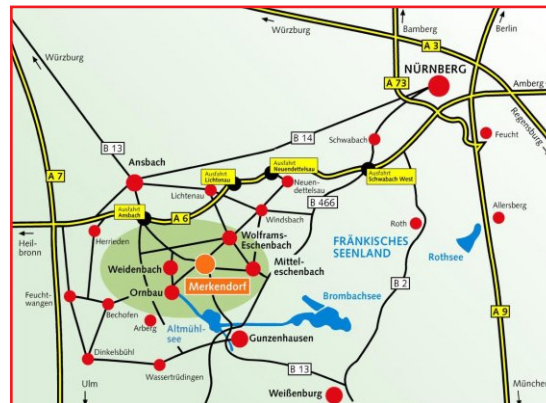 Würzburg
Bamberg
Berlin
A 3
Würzburg
NÜRNBERG
A 73
Amberg
Regensburg
B 13
B 14
Schwabach
Feucht
A 7
Ansbach
Ausfahrt
Lichtenau
Ausfahrt
Neuendettelsau
Ausfahrt
Schwabach West
Lichtenau
Neuen-
dettelsau
Ausfahrt
Ansbach
A 6
B 466
Allersberg
Windsbach
Roth
Heil-
bronn
Herrieden
Wolframs-
Eschenbach
FRÄNKISCHES
SEENLAND
Rothsee
Weidenbach
Mittel-
eschenbach
Merkendorf
Ornbau
B 2
Feucht-
wangen
Bechofen
Arberg
Altmühl-
see
Brombachsee
A 9
Gunzenhausen
Dinkelsbühl
Wassertrüdingen
B 13
Ulm
Weißenburg
München